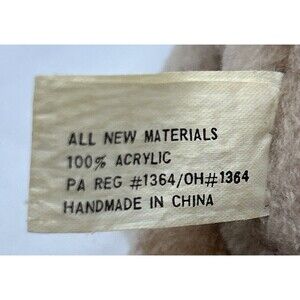 ALL NEW MATERIALS
100% ACRYLIC
PA REG #1364/OH#1364
HANDMADE IN CHINA